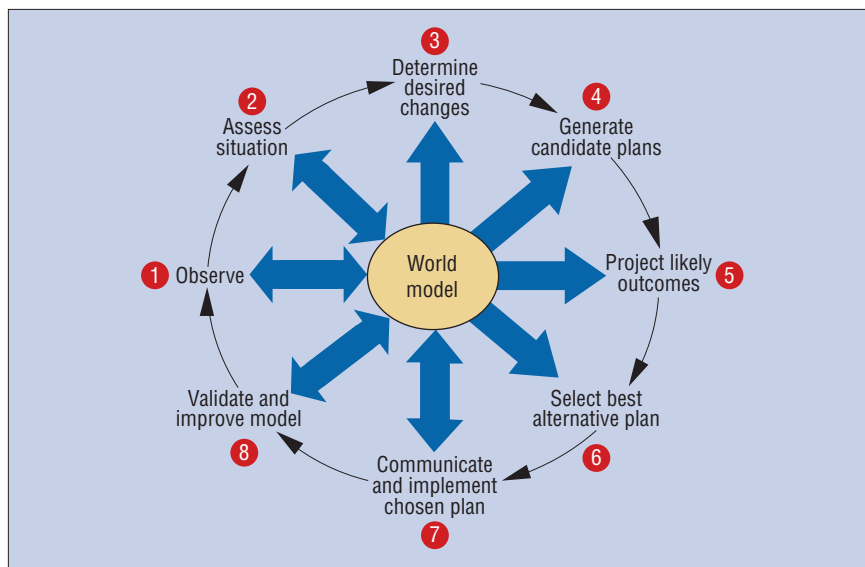 3
Determine
desired
changes
2
Assess
situation
4
Generate
candidate plans
1 Observe
World
model
Project likely
outcomes
5
Validate and
improve model
8
Select best
alternative plan
6
Communicate
and implement
chosen plan
7